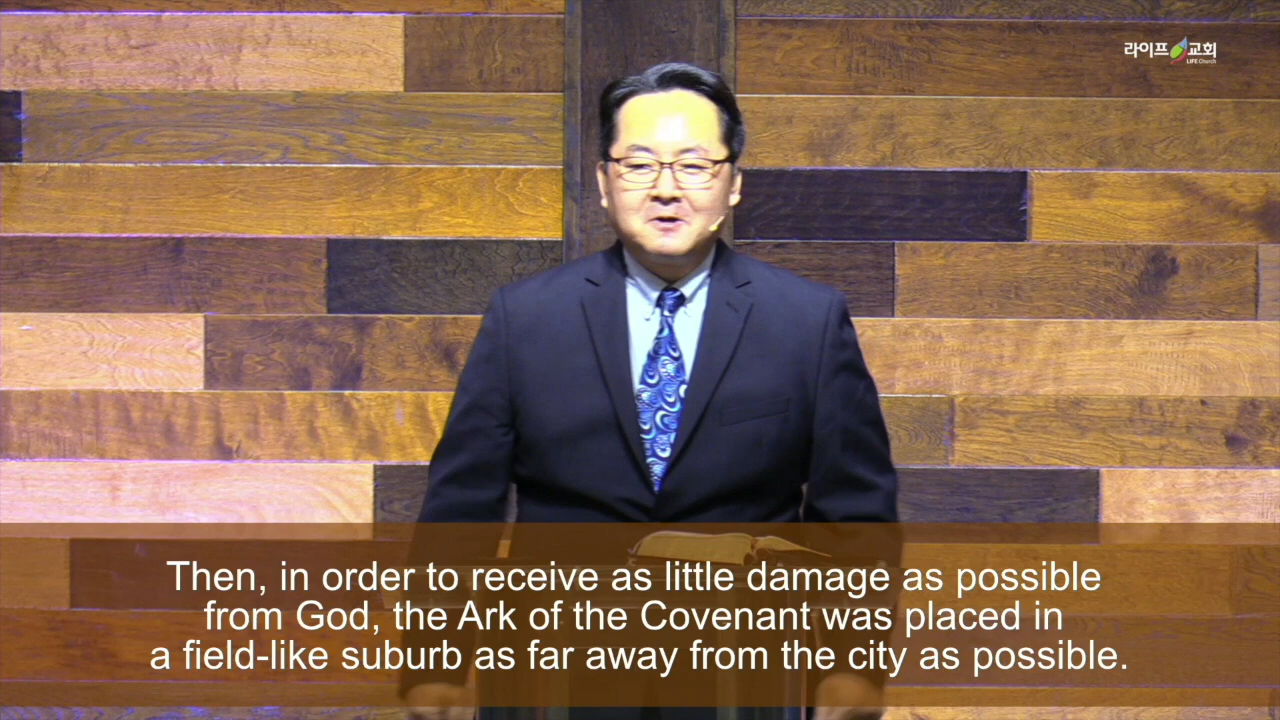 라이프 교회
LIFE Church
Then, in order to receive as little damage as possible
from God, the Ark of the Covenant was placed in
a field-like suburb as far away from the city as possible.